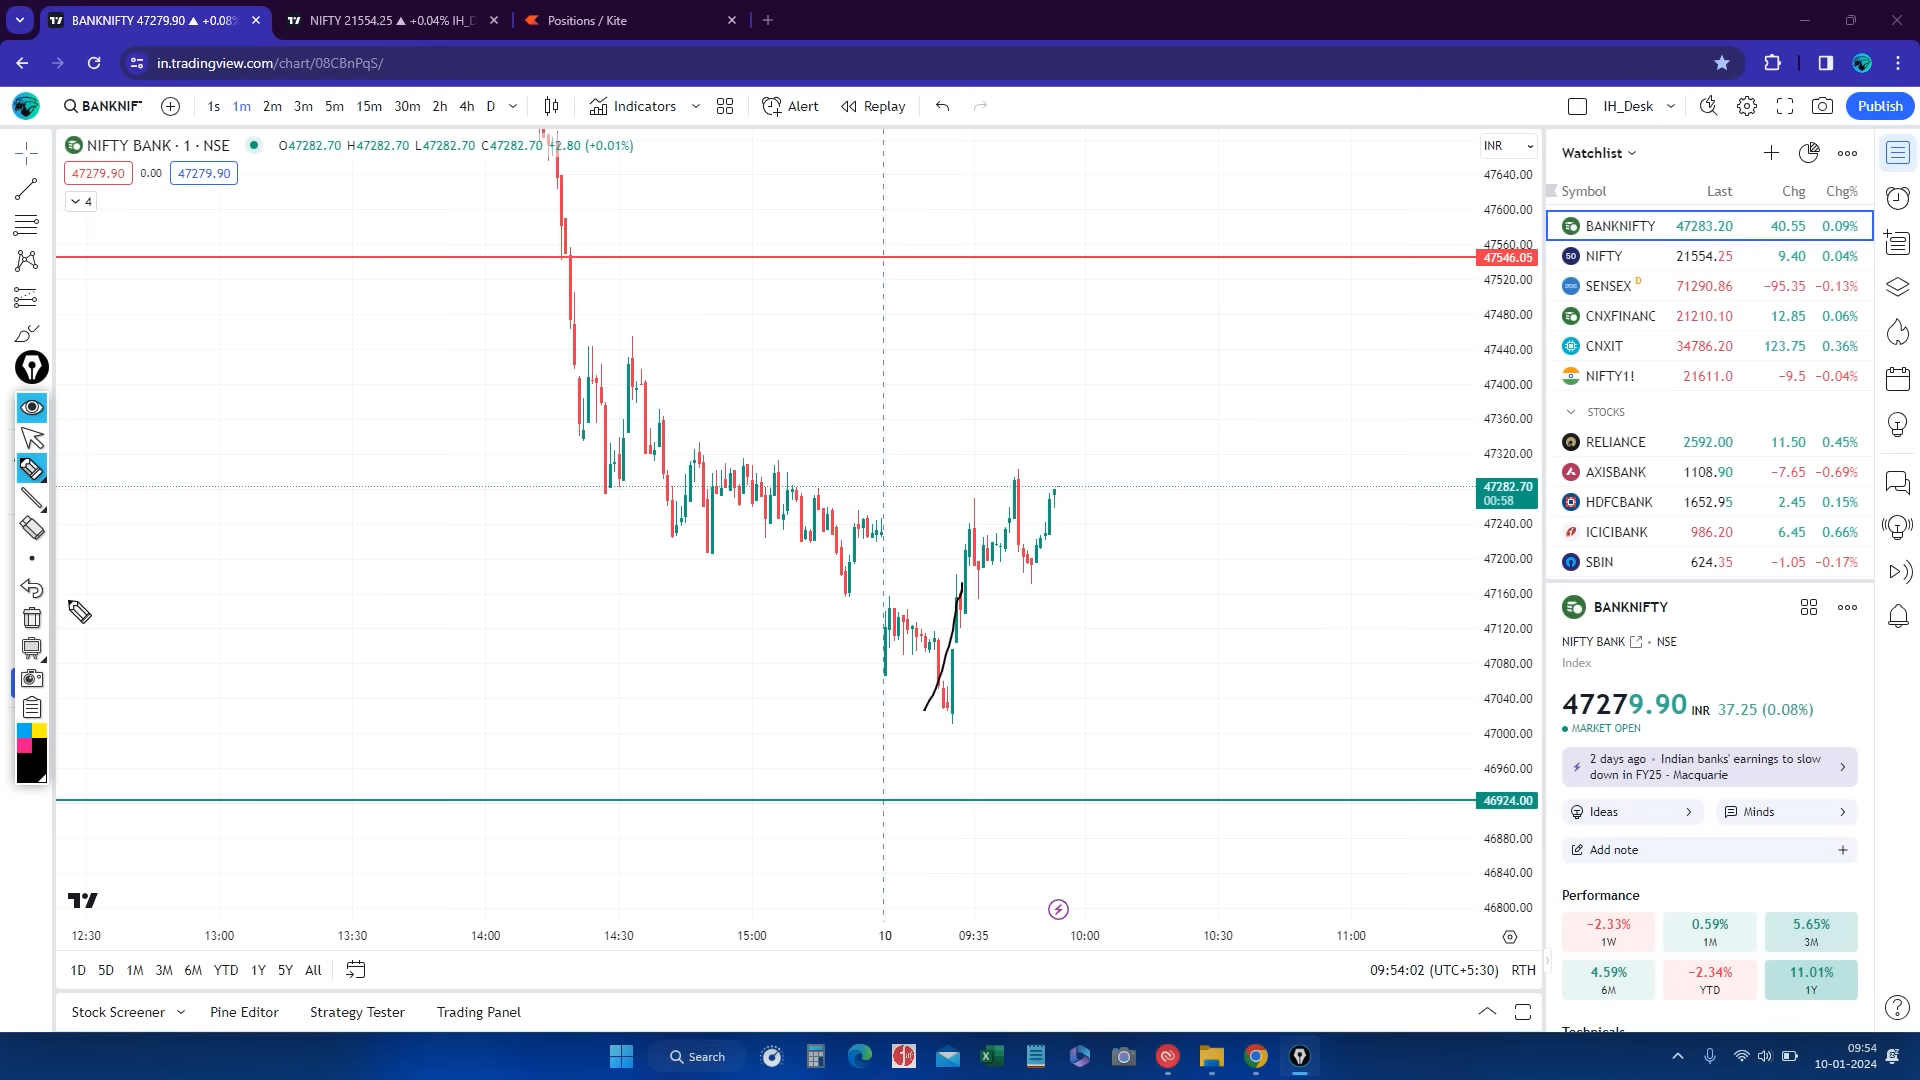 BANKNIFTY 47279.90 ▲ +0.08%
NIFTY 21554.25 ▲ +0.04% IH_D
Positions / Kite
in.tradingview.com/chart/08CBnPqS/
BANKNIF
1s 1m 2m 3m 5m 15m 30m 2h 4h D
Indicators
Alert
Replay
IH_Desk
Publish
NIFTY BANK · 1 · NSE
O47282.70 H47282.70 L47282.70 C47282.70 +2.80 (+0.01%)
47279.90 0.00 47279.90
4
INR
47640.00
47600.00
47560.00
47546.05
47520.00
47480.00
47440.00
47400.00
47360.00
47320.00
47282.70
00:58
47240.00
47200.00
47160.00
47120.00
47080.00
47040.00
47000.00
46960.00
46924.00
46880.00
46840.00
46800.00
12:30 13:00 13:30 14:00 14:30 15:00 10 09:35 10:00 10:30 11:00
1D 5D 1M 3M 6M YTD 1Y 5Y All
09:54:02 (UTC+5:30) RTH
Stock Screener Pine Editor Strategy Tester Trading Panel
Watchlist
Symbol Last Chg Chg%
BANKNIFTY 47283.20 40.55 0.09%
50 NIFTY 21554.25 9.40 0.04%
SENSEX D 71290.86 −95.35 −0.13%
CNXFINANC 21210.10 12.85 0.06%
CNXIT 34786.20 123.75 0.36%
NIFTY1! 21611.0 −9.5 −0.04%
STOCKS
RELIANCE 2592.00 11.50 0.45%
AXISBANK 1108.90 −7.65 −0.69%
HDFCBANK 1652.95 2.45 0.15%
ICICIBANK 986.20 6.45 0.66%
SBIN 624.35 −1.05 −0.17%
BANKNIFTY
NIFTY BANK • NSE
Index
47279.90 INR 37.25 (0.08%)
MARKET OPEN
2 days ago • Indian banks' earnings to slow
down in FY25 - Macquarie
Ideas Minds
Add note
Performance
−2.33% 0.59% 5.65%
1W 1M 3M
4.59% −2.34% 11.01%
6M YTD 1Y
Technicals
Search
09:54
10-01-2024